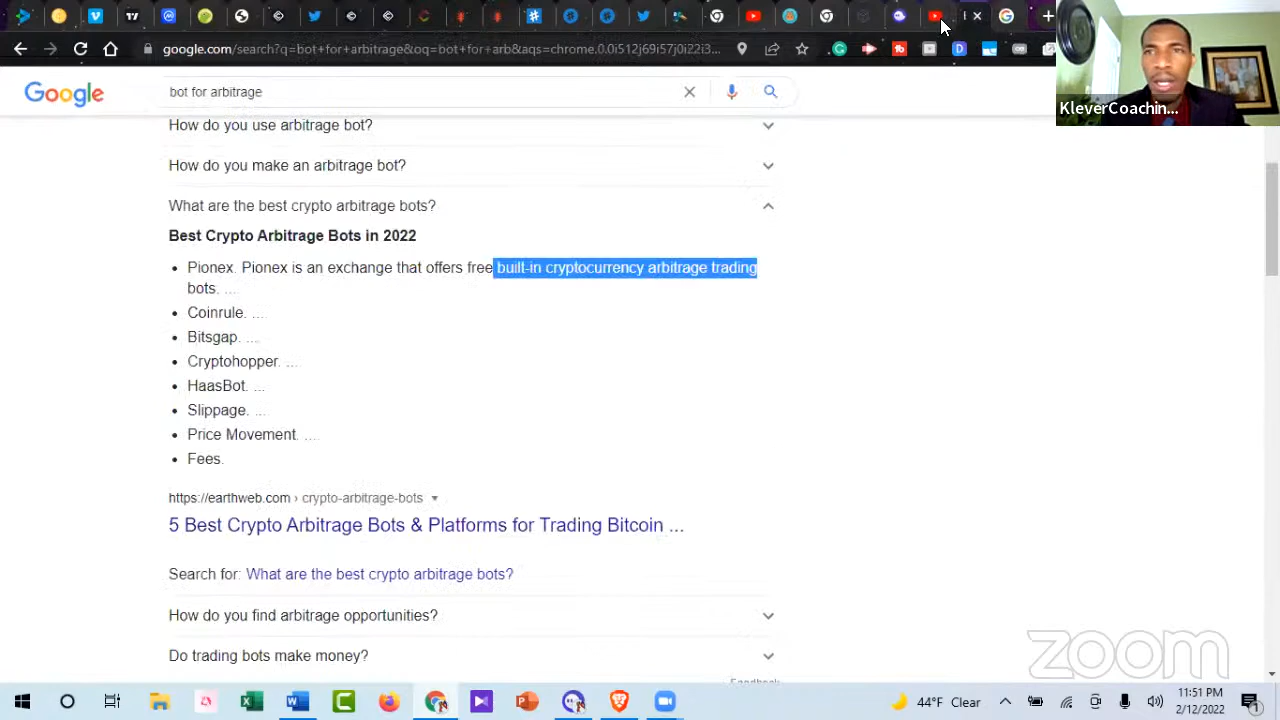 google.com/search?q=bot+for+arbitrage&oq=bot+for+arb&aqs=chrome.0.0i512j69i57j0i22i3...
Google
bot for arbitrage
KleverCoachin...
How do you use arbitrage bot?
How do you make an arbitrage bot?
What are the best crypto arbitrage bots?
Best Crypto Arbitrage Bots in 2022
Pionex. Pionex is an exchange that offers free built-in cryptocurrency arbitrage trading
bots. ...
Coinrule. ...
Bitsgap. ...
Cryptohopper. ...
HaasBot. ...
Slippage. ...
Price Movement. ...
Fees.
https://earthweb.com › crypto-arbitrage-bots
5 Best Crypto Arbitrage Bots & Platforms for Trading Bitcoin ...
Search for: What are the best crypto arbitrage bots?
How do you find arbitrage opportunities?
Do trading bots make money?
Feedback
zoom
44°F Clear
11:51 PM
2/12/2022